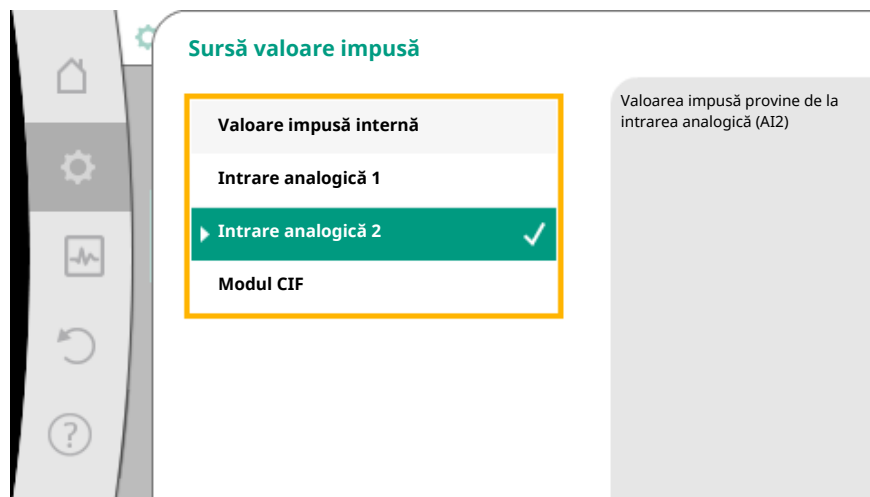 Sursă valoare impusă
Valoare impusă internă
Intrare analogică 1
Intrare analogică 2
Modul CIF
Valoarea impusă provine de la
intrarea analogică (AI2)
?